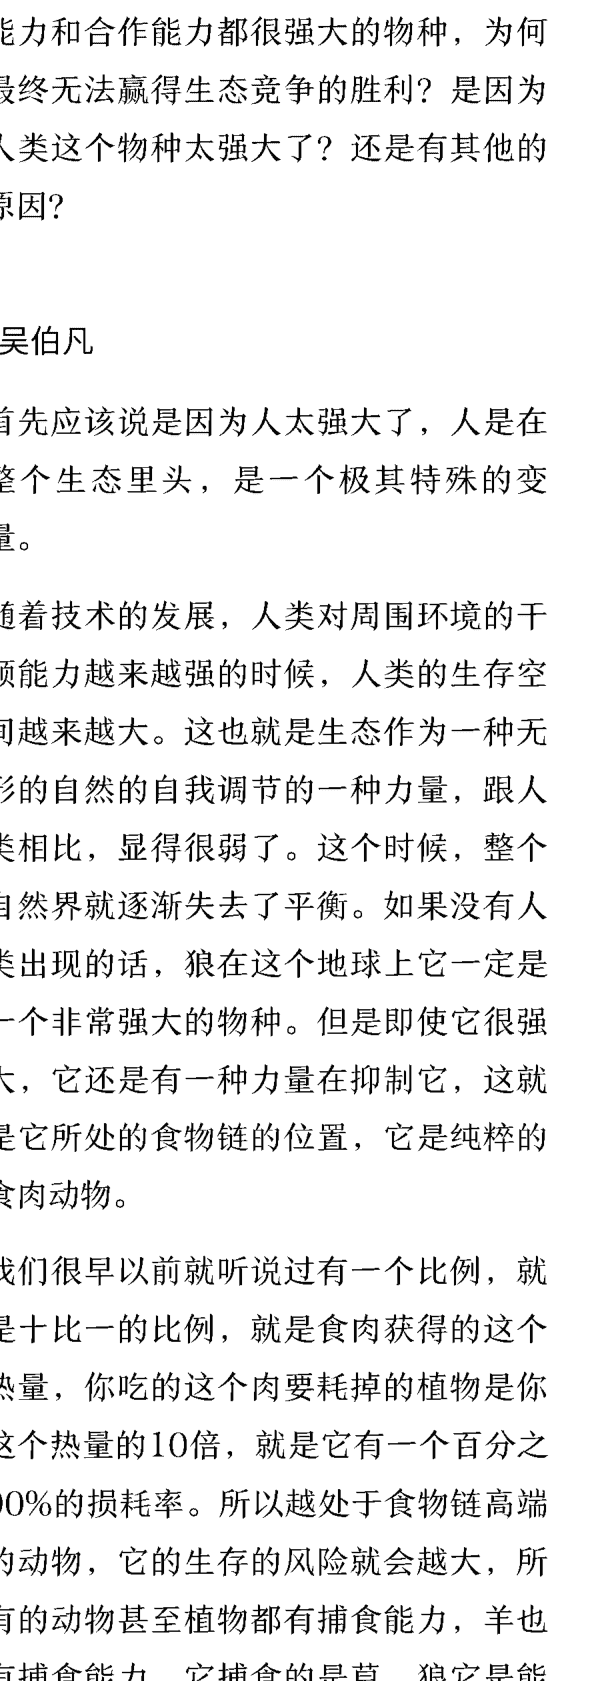 能力和合作能力都很强大的物种，为何
最终无法赢得生态竞争的胜利？是因为
人类这个物种太强大了？还是有其他的
原因？
吴伯凡
首先应该说是因为人太强大了，人是在
整个生态里头，是一个极其特殊的变
量。
随着技术的发展，人类对周围环境的干
预能力越来越强的时候，人类的生存空
间越来越大。这也就是生态作为一种无
形的自然的自我调节的一种力量，跟人
类相比，显得很弱了。这个时候，整个
自然界就逐渐失去了平衡。如果没有人
类出现的话，狼在这个地球上它一定是
一个非常强大的物种。但是即使它很强
大，它还是有一种力量在抑制它，这就
是它所处的食物链的位置，它是纯粹的
食肉动物。
我们很早以前就听说过有一个比例，就
是十比一的比例，就是食肉获得的这个
热量，你吃的这个肉要耗掉的植物是你
这个热量的10倍，就是它有一个百分之
90%的损耗率。所以越处于食物链高端
的动物，它的生存的风险就会越大，所
有的动物甚至植物都有捕食能力，羊也
有捕食能力，它捕食的是草，狼它是能